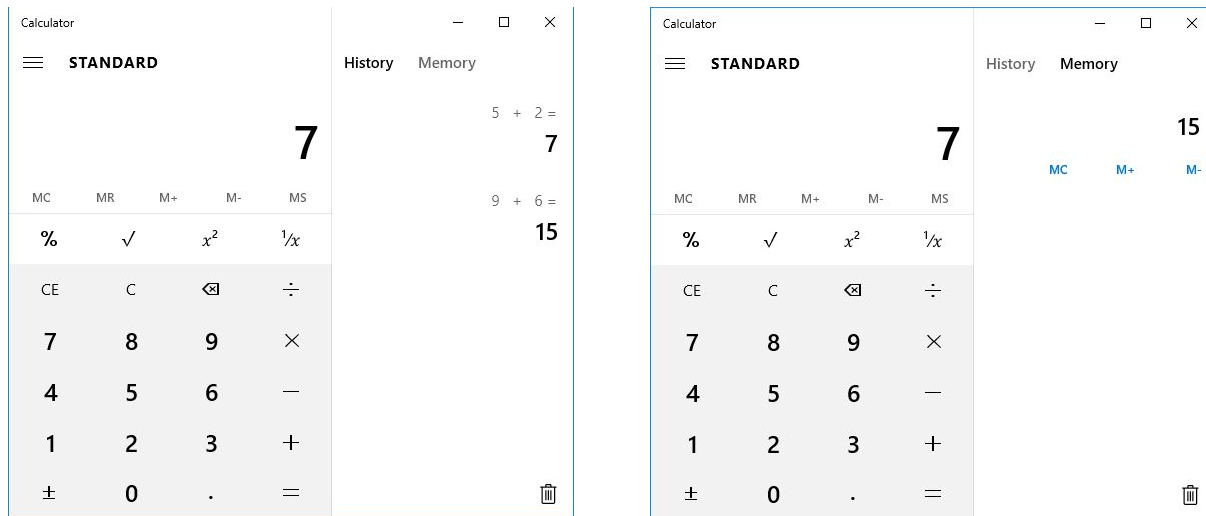 Calculator
STANDARD
History Memory
5 + 2 =
7
7
9 + 6 =
15
MC MR M+ M- MS
% √ x² ¹/x
CE C ÷
7 8 9 ×
4 5 6 −
1 2 3 +
± 0 . =
Calculator
STANDARD
History Memory
7
15
MC M+ M-
MC MR M+ M- MS
% √ x² ¹/x
CE C ÷
7 8 9 ×
4 5 6 −
1 2 3 +
± 0 . =